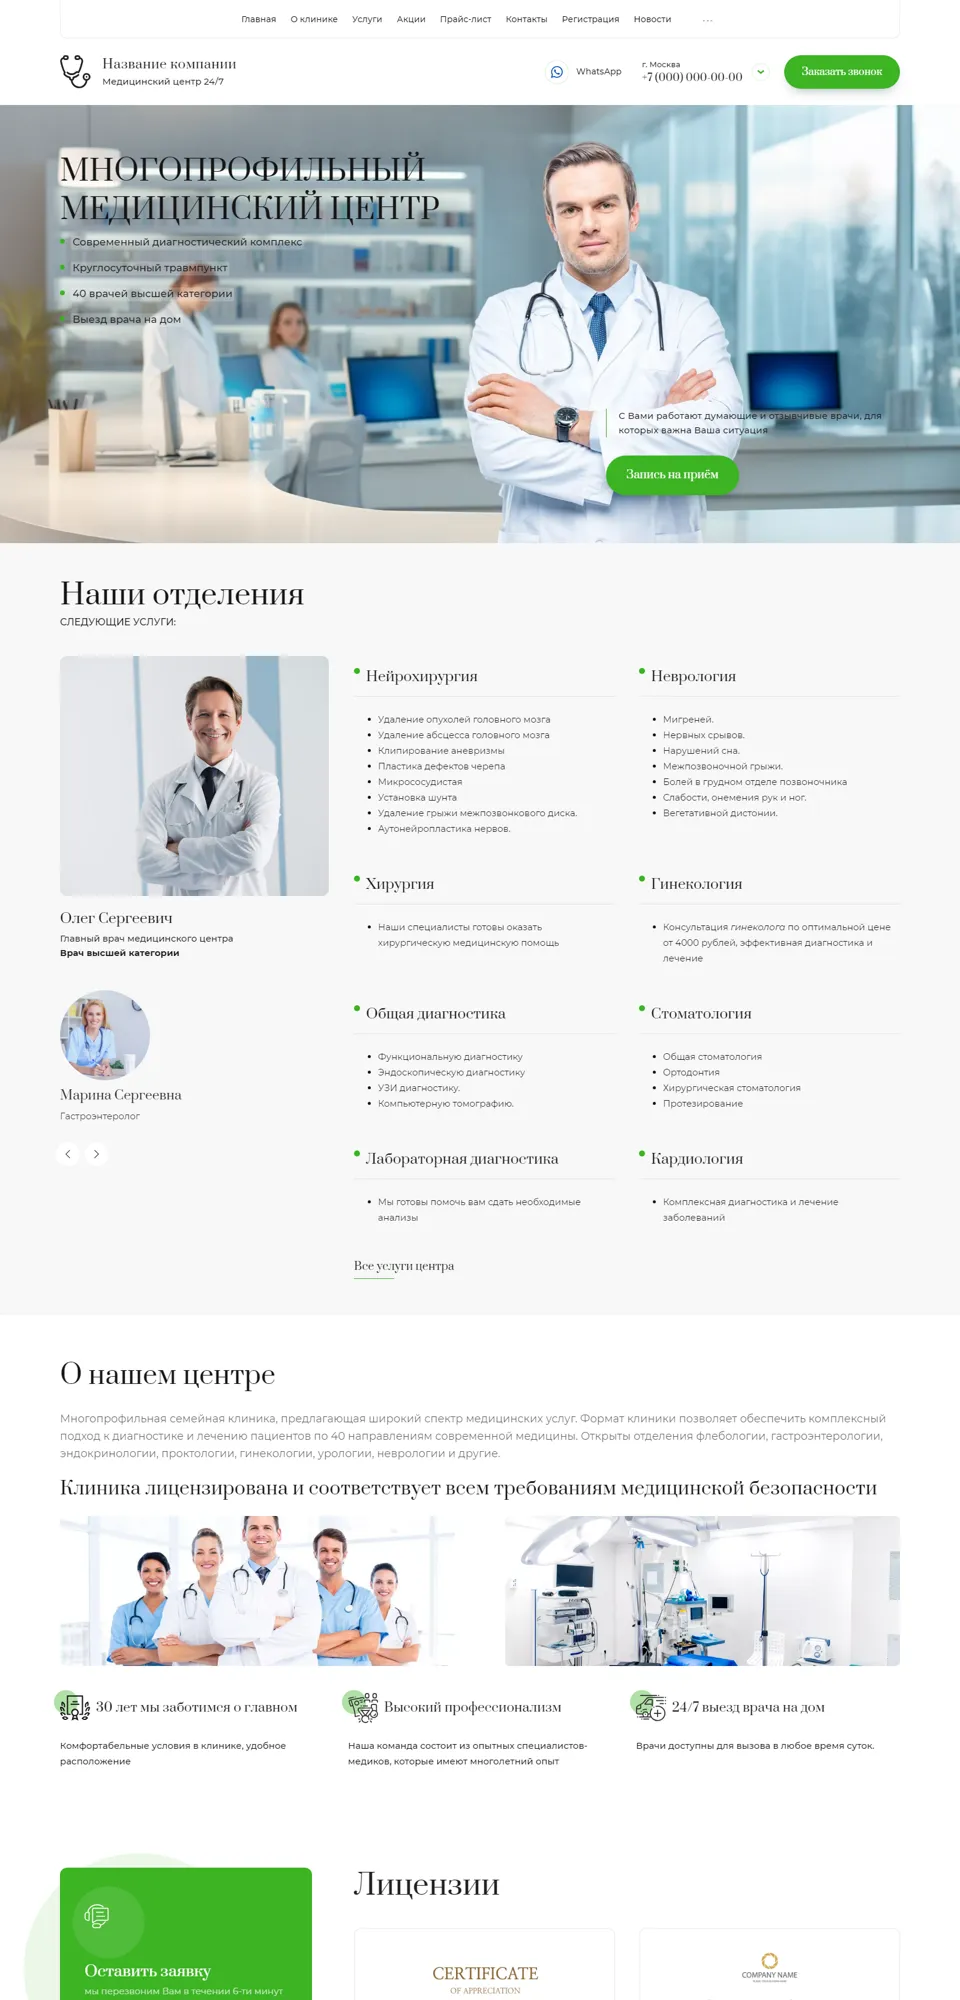 Главная О клинике Услуги Акции Прайс-лист Контакты Регистрация Новости ...
Название компании
Медицинский центр 24/7
WhatsApp
г. Москва
+7 (000) 000-00-00
Заказать звонок
МНОГОПРОФИЛЬНЫЙ
МЕДИЦИНСКИЙ ЦЕНТР
Современный диагностический комплекс
Круглосуточный травмпункт
40 врачей высшей категории
Выезд врача на дом
С Вами работают думающие и отзывчивые врачи, для
которых важна Ваша ситуация
Запись на приём
Наши отделения
СЛЕДУЮЩИЕ УСЛУГИ:
Олег Сергеевич
Главный врач медицинского центра
Врач высшей категории
Марина Сергеевна
Гастроэнтеролог
Нейрохирургия
Удаление опухолей головного мозга
Удаление абсцесса головного мозга
Клипирование аневризмы
Пластика дефектов черепа
Микрососудистая
Установка шунта
Удаление грыжи межпозвонкового диска.
Аутонейропластика нервов.
Неврология
Мигреней.
Нервных срывов.
Нарушений сна.
Межпозвоночной грыжи.
Болей в грудном отделе позвоночника
Слабости, онемения рук и ног.
Вегетативной дистонии.
Хирургия
Наши специалисты готовы оказать
хирургическую медицинскую помощь
Гинекология
Консультация гинеколога по оптимальной цене
от 4000 рублей, эффективная диагностика и
лечение
Общая диагностика
Функциональную диагностику
Эндоскопическую диагностику
УЗИ диагностику.
Компьютерную томографию.
Стоматология
Общая стоматология
Ортодонтия
Хирургическая стоматология
Протезирование
Лабораторная диагностика
Мы готовы помочь вам сдать необходимые
анализы
Кардиология
Комплексная диагностика и лечение
заболеваний
Все услуги центра
О нашем центре
Многопрофильная семейная клиника, предлагающая широкий спектр медицинских услуг. Формат клиники позволяет обеспечить комплексный
подход к диагностике и лечению пациентов по 40 направлениям современной медицины. Открыты отделения флебологии, гастроэнтерологии,
эндокринологии, проктологии, гинекологии, урологии, неврологии и другие.
Клиника лицензирована и соответствует всем требованиям медицинской безопасности
30 лет мы заботимся о главном
Комфортабельные условия в клинике, удобное
расположение
Высокий профессионализм
Наша команда состоит из опытных специалистов-
медиков, которые имеют многолетний опыт
24/7 выезд врача на дом
Врачи доступны для вызова в любое время суток.
Оставить заявку
мы перезвоним Вам в течении 6-ти минут
Лицензии
CERTIFICATE
OF APPRECIATION
COMPANY NAME